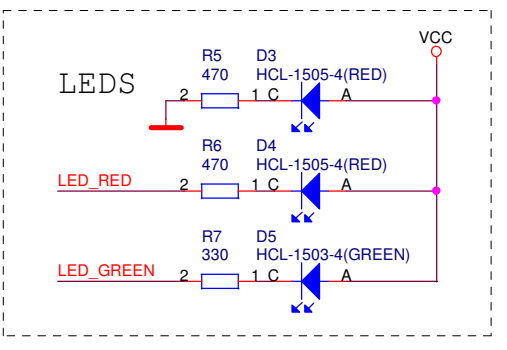 VCC
LEDS
R5 D3
470 HCL-1505-4(RED)
2 1 C A
R6 D4
470 HCL-1505-4(RED)
LED_RED 2 1 C A
R7 D5
330 HCL-1503-4(GREEN)
LED_GREEN 2 1 C A